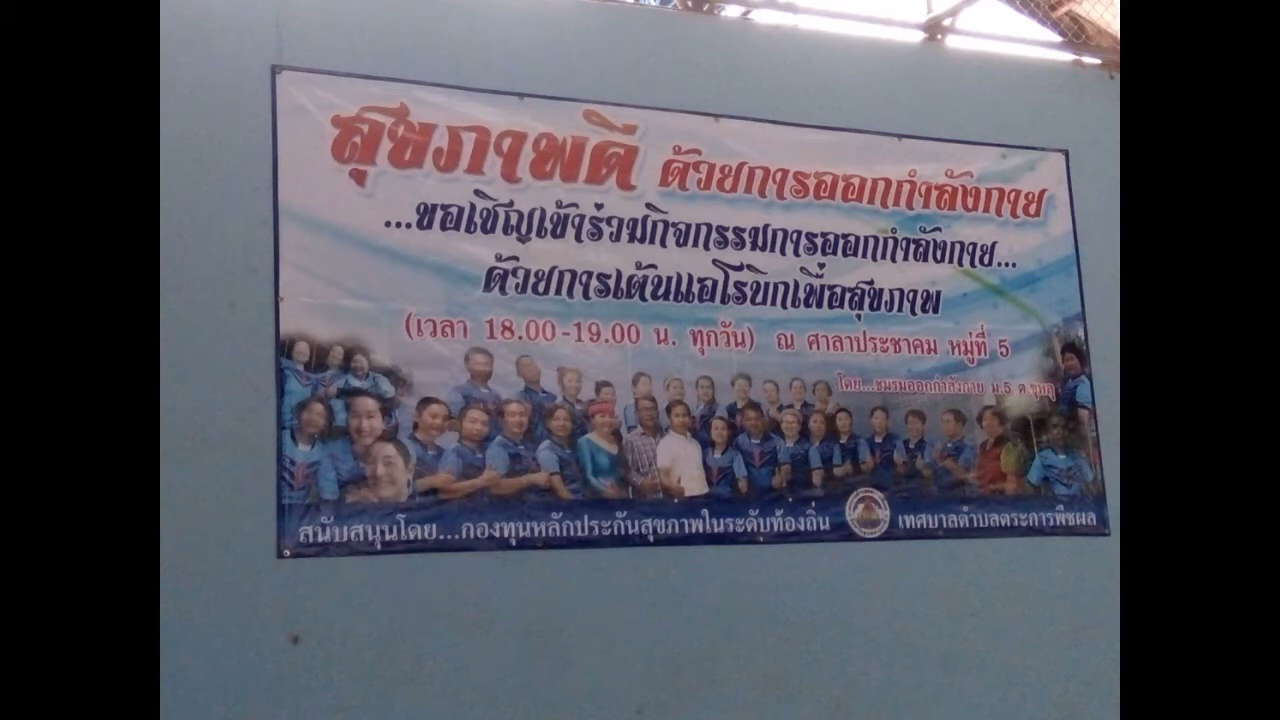 สุขภาพดี ด้วยการออกกำลังกาย
...ขอเชิญเข้าร่วมกิจกรรมการออกกำลังกาย...
ด้วยการเต้นแอโรบิกเพื่อสุขภาพ
(เวลา 18.00-19.00 น. ทุกวัน) ณ ศาลาประชาคม หมู่ที่ 5
โดย...ชมรมออกกำลังกาย ม.5 ต.ขุหลุ
สนับสนุนโดย...กองทุนหลักประกันสุขภาพในระดับท้องถิ่น เทศบาลตำบลตระการพืชผล